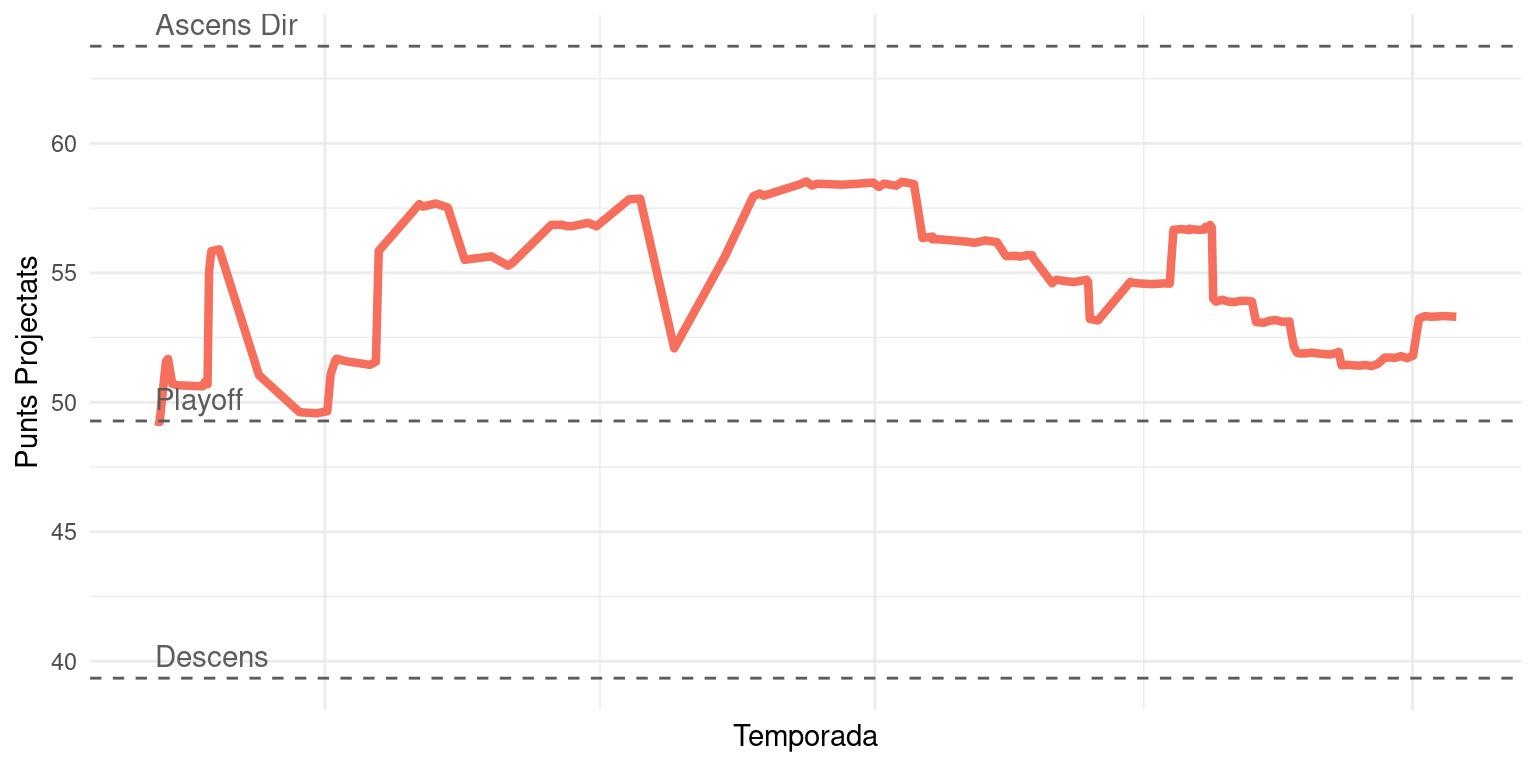 Ascens Dir
60
55
Playoff
50
45
Descens
40
Punts Projectats
Temporada